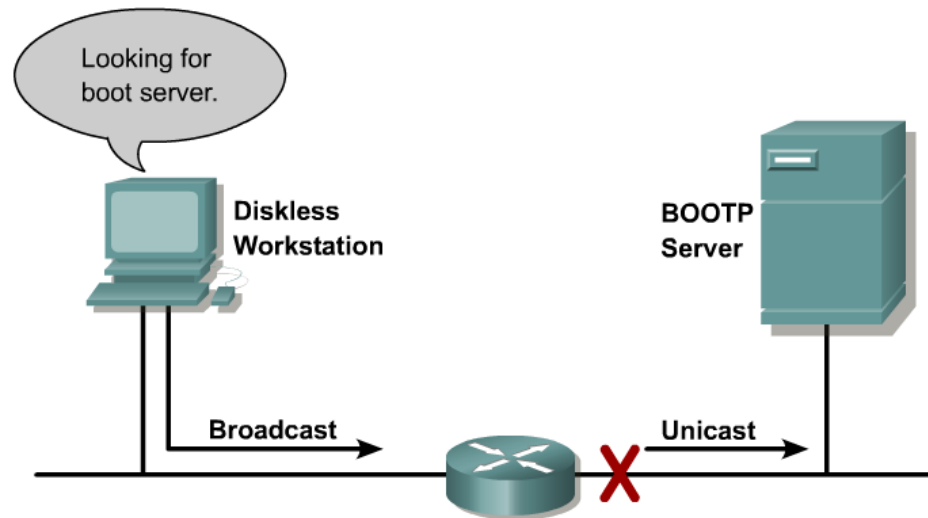 Looking for
boot server.
Diskless
Workstation
BOOTP
Server
Broadcast
Unicast